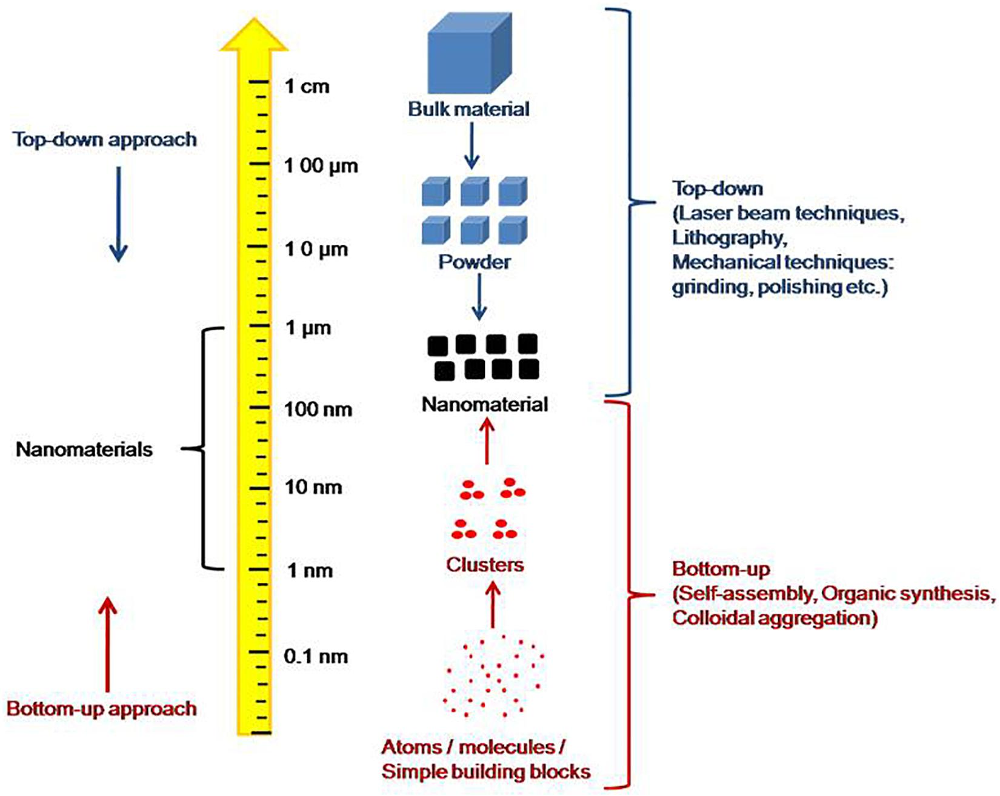 Top-down approach
Nanomaterials
Bottom-up approach
1 cm
1 00 µm
1 0 µm
1 µm
100 nm
10 nm
1 nm
0.1 nm
Bulk material
Powder
Nanomaterial
Clusters
Atoms / molecules /
Simple building blocks
Top-down
(Laser beam techniques,
Lithography,
Mechanical techniques:
grinding, polishing etc.)
Bottom-up
(Self-assembly, Organic synthesis,
Colloidal aggregation)